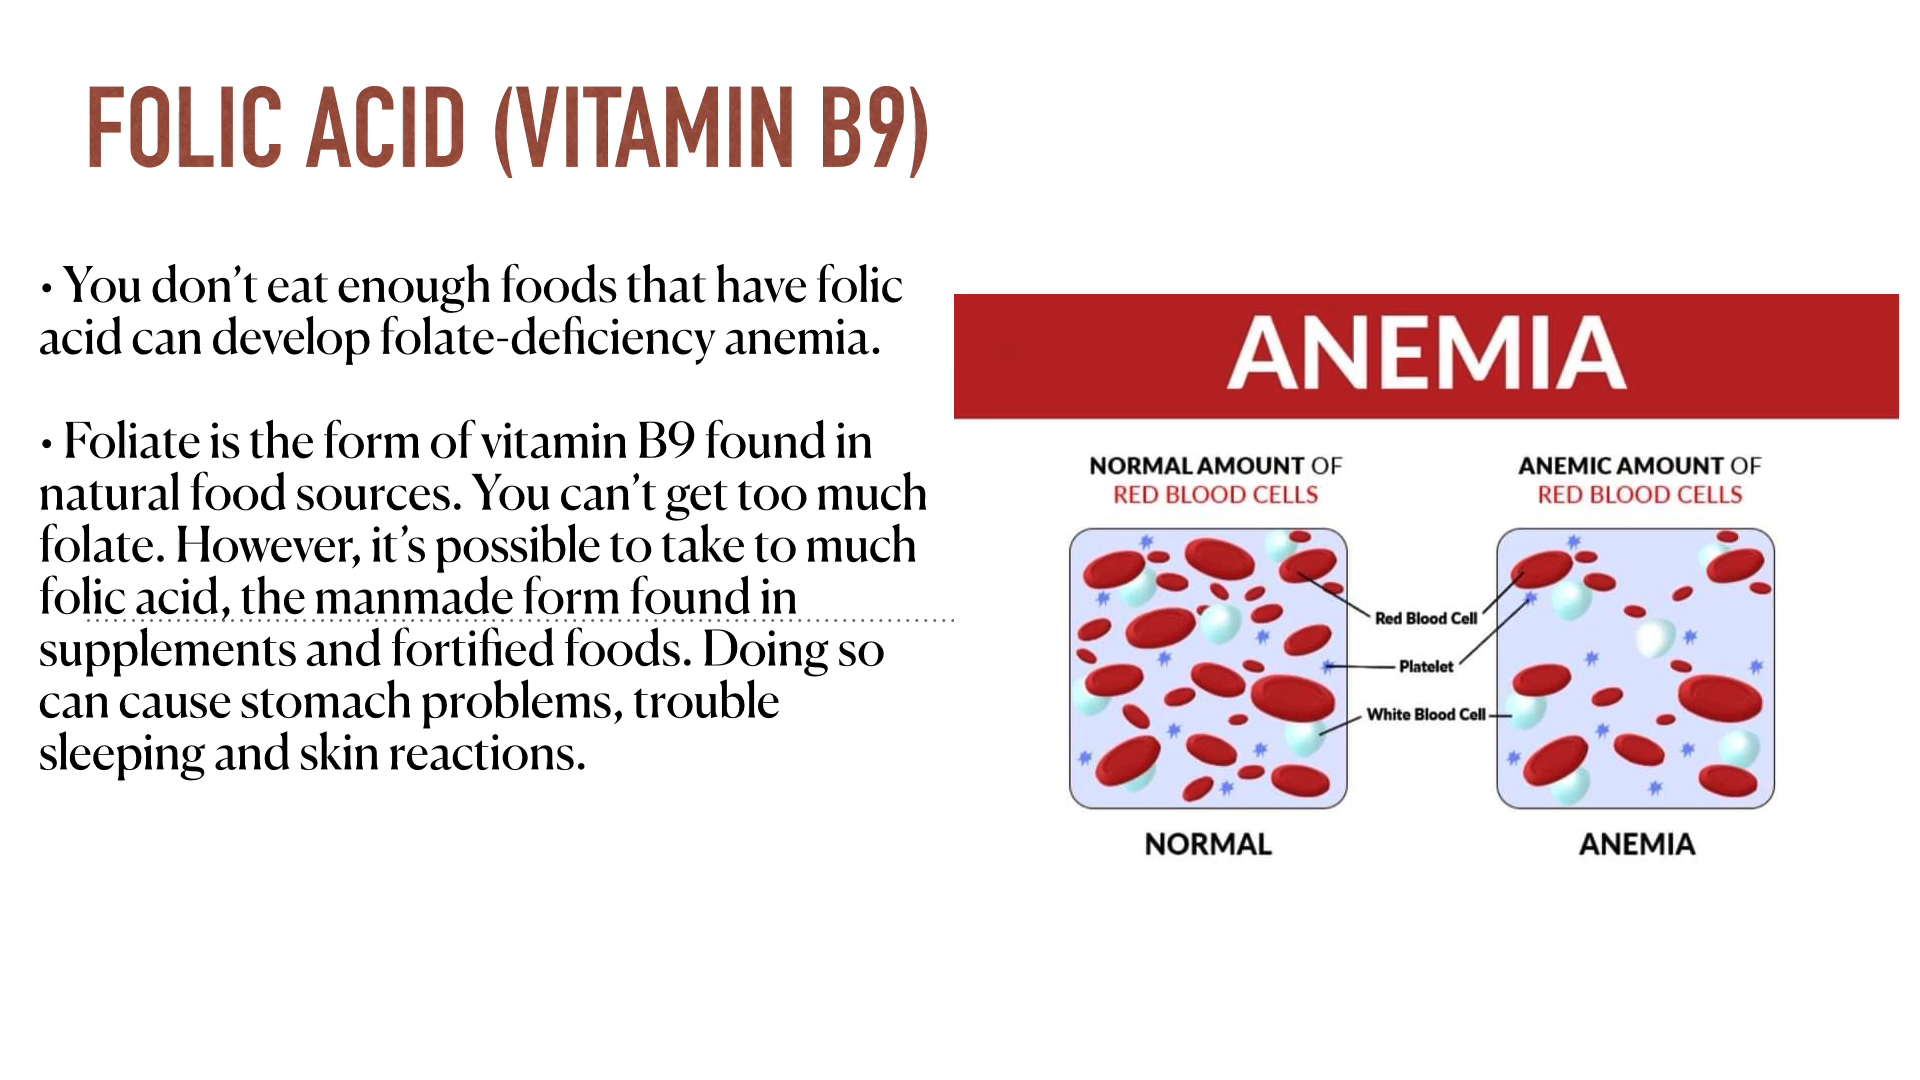 FOLIC ACID (VITAMIN B9)
• You don’t eat enough foods that have folic
acid can develop folate-deficiency anemia.
• Foliate is the form of vitamin B9 found in
natural food sources. You can’t get too much
folate. However, it’s possible to take to much
folic acid, the manmade form found in
supplements and fortified foods. Doing so
can cause stomach problems, trouble
sleeping and skin reactions.
ANEMIA
NORMAL AMOUNT OF
RED BLOOD CELLS
ANEMIC AMOUNT OF
RED BLOOD CELLS
Red Blood Cell
Platelet
White Blood Cell
NORMAL
ANEMIA